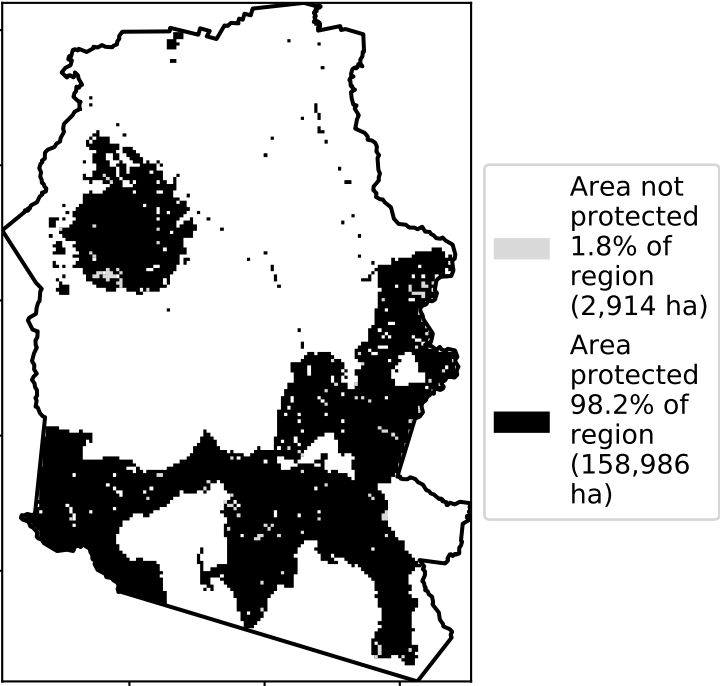 Area not
protected
1.8% of
region
(2,914 ha)
Area
protected
98.2% of
region
(158,986
ha)